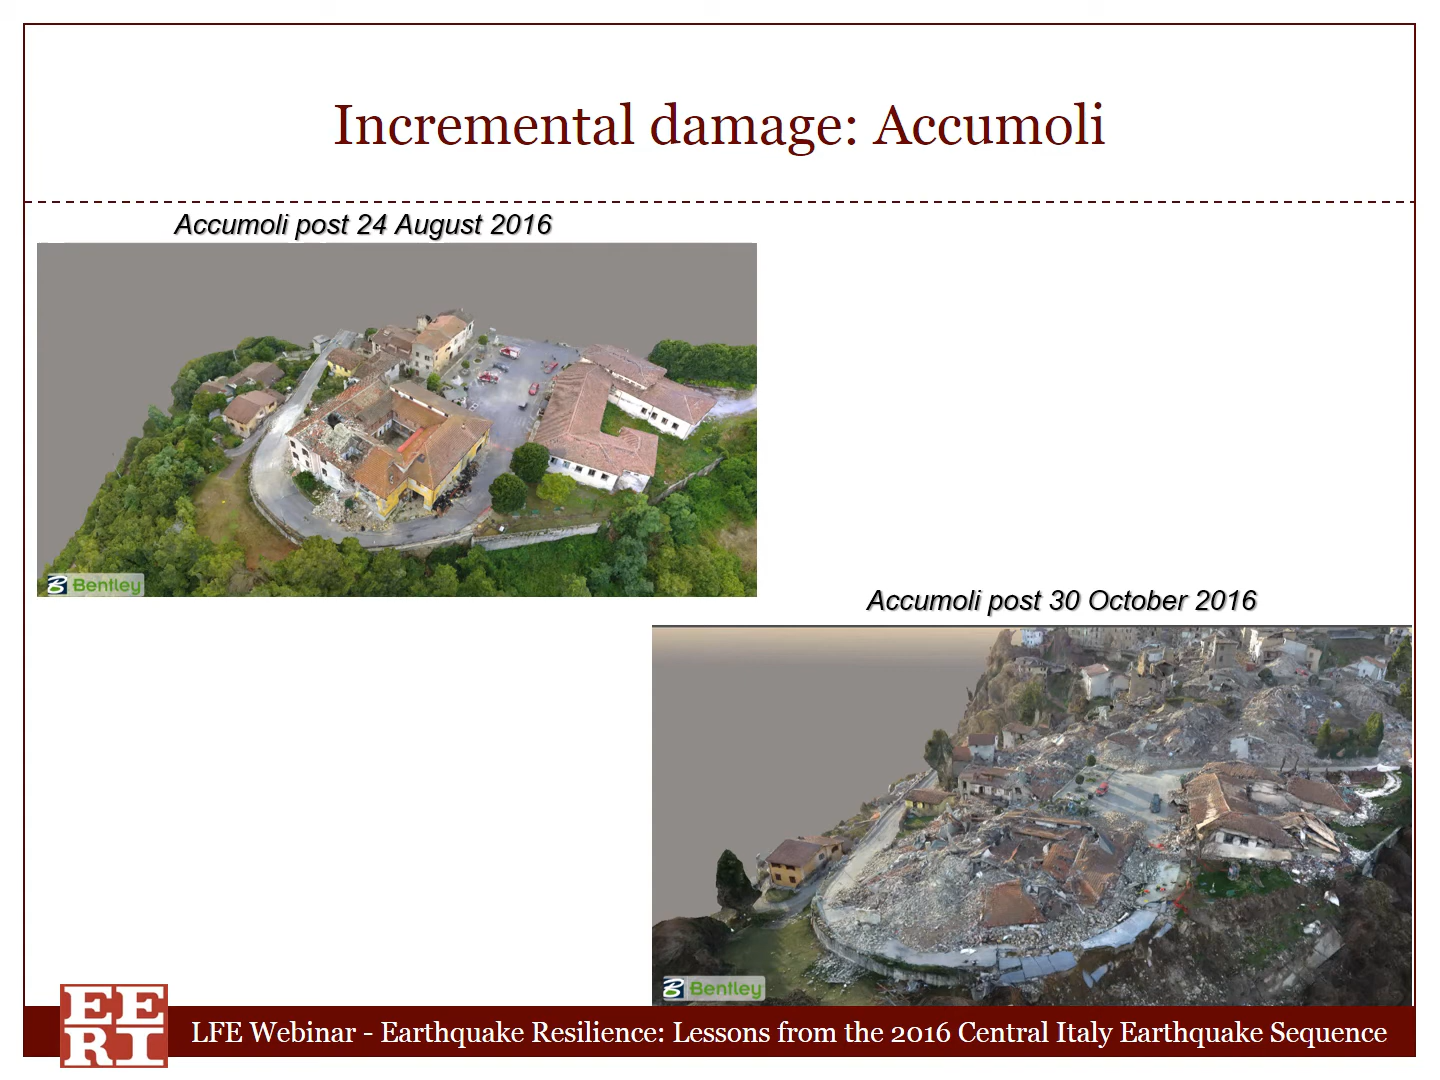 Incremental damage: Accumoli
Accumoli post 24 August 2016
Bentley
Accumoli post 30 October 2016
Bentley
EE
RI
LFE Webinar - Earthquake Resilience: Lessons from the 2016 Central Italy Earthquake Sequence